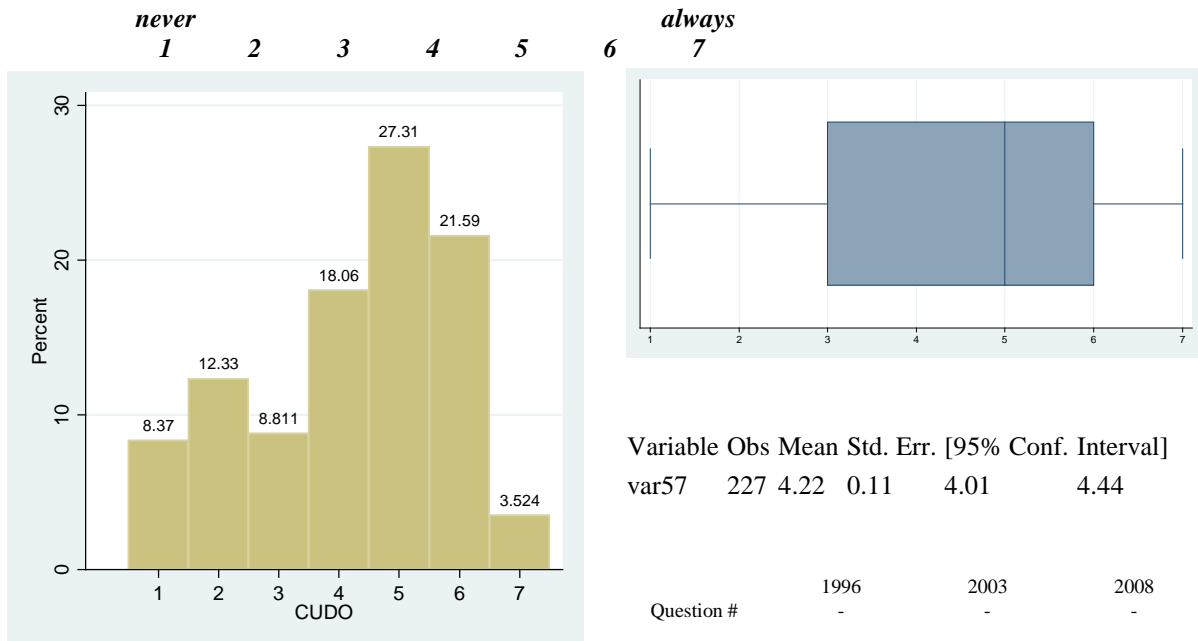 never always
1 2 3 4 5 6 7
30
20
10
0
Percent
8.37
12.33
8.811
18.06
27.31
21.59
3.524
1 2 3 4 5 6 7
CUDO
1 2 3 4 5 6 7
Variable Obs Mean Std. Err. [95% Conf. Interval]
var57 227 4.22 0.11 4.01 4.44
1996 2003 2008
Question # - - -